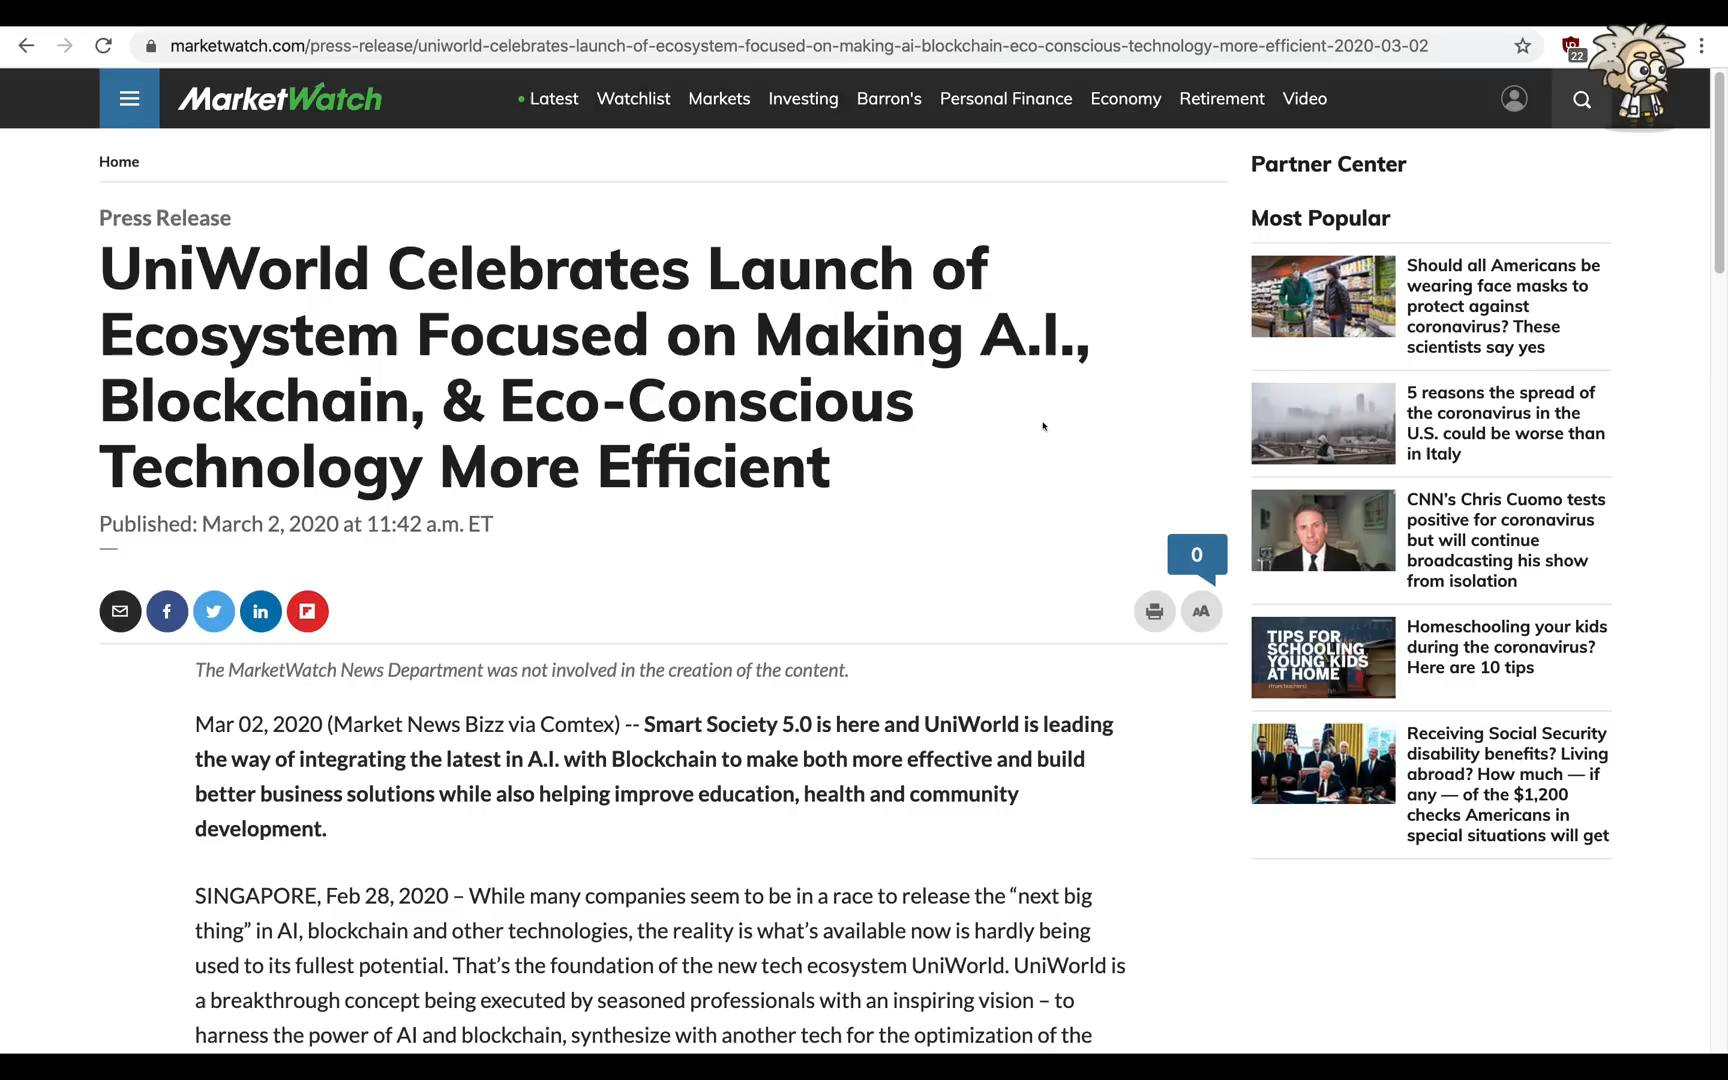 marketwatch.com/press-release/uniworld-celebrates-launch-of-ecosystem-focused-on-making-ai-blockchain-eco-conscious-technology-more-efficient-2020-03-02
22
MarketWatch
Latest Watchlist Markets Investing Barron's Personal Finance Economy Retirement Video
Home
Press Release
UniWorld Celebrates Launch of
Ecosystem Focused on Making A.I.,
Blockchain, & Eco-Conscious
Technology More Efficient
Published: March 2, 2020 at 11:42 a.m. ET
0
AA
The MarketWatch News Department was not involved in the creation of the content.
Mar 02, 2020 (Market News Bizz via Comtex) -- Smart Society 5.0 is here and UniWorld is leading
the way of integrating the latest in A.I. with Blockchain to make both more effective and build
better business solutions while also helping improve education, health and community
development.
SINGAPORE, Feb 28, 2020 – While many companies seem to be in a race to release the “next big
thing” in AI, blockchain and other technologies, the reality is what’s available now is hardly being
used to its fullest potential. That’s the foundation of the new tech ecosystem UniWorld. UniWorld is
a breakthrough concept being executed by seasoned professionals with an inspiring vision – to
harness the power of AI and blockchain, synthesize with another tech for the optimization of the
Partner Center
Most Popular
Should all Americans be
wearing face masks to
protect against
coronavirus? These
scientists say yes
5 reasons the spread of
the coronavirus in the
U.S. could be worse than
in Italy
CNN’s Chris Cuomo tests
positive for coronavirus
but will continue
broadcasting his show
from isolation
TIPS FOR
SCHOOLING
YOUNG KIDS
AT HOME
(from teachers)
Homeschooling your kids
during the coronavirus?
Here are 10 tips
Receiving Social Security
disability benefits? Living
abroad? How much — if
any — of the $1,200
checks Americans in
special situations will get